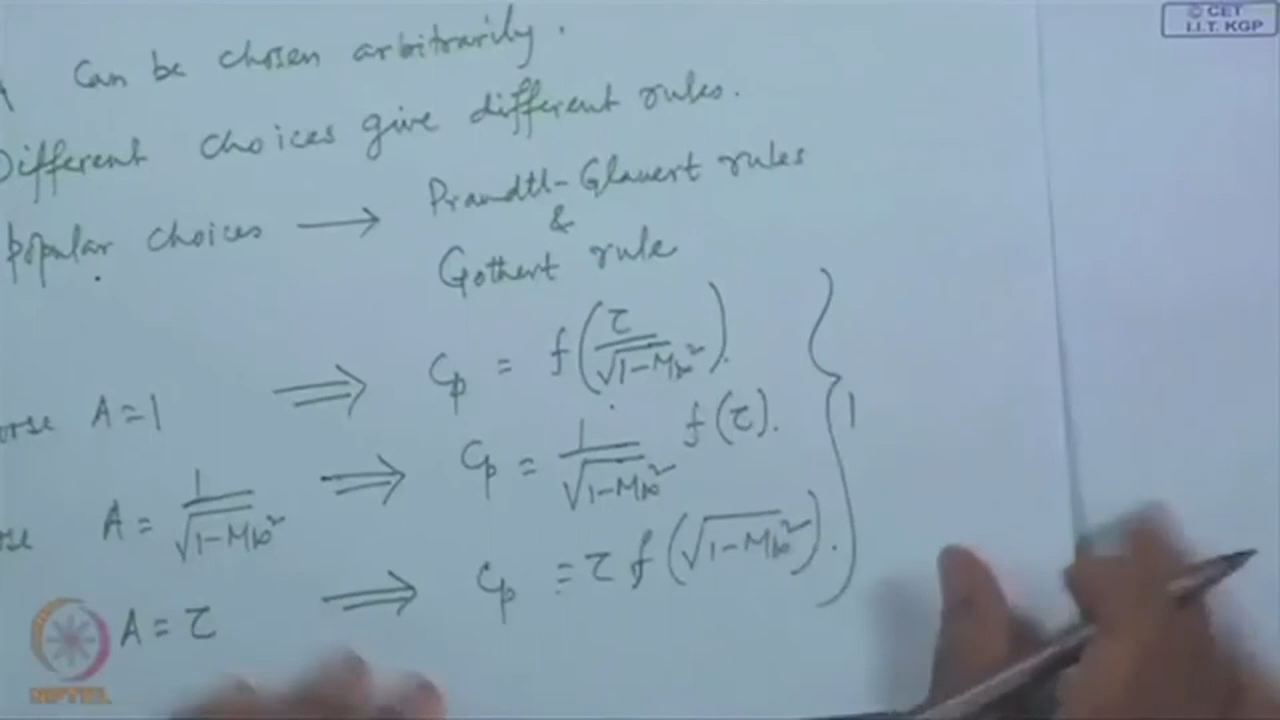 © CET
I.I.T. KGP
A can be chosen arbitrarily.
Different choices give different rules.
Popular choices ⟶ Prandtl-Glauert rules
&
Gothert rule
A=1 ⟹ Cp = f(τ/√(1-M∞²)).
A = 1/√(1-M∞²) ⟹ Cp = 1/√(1-M∞²) f(τ).
A = τ ⟹ Cp = τ f(√(1-M∞²)).
NPTEL